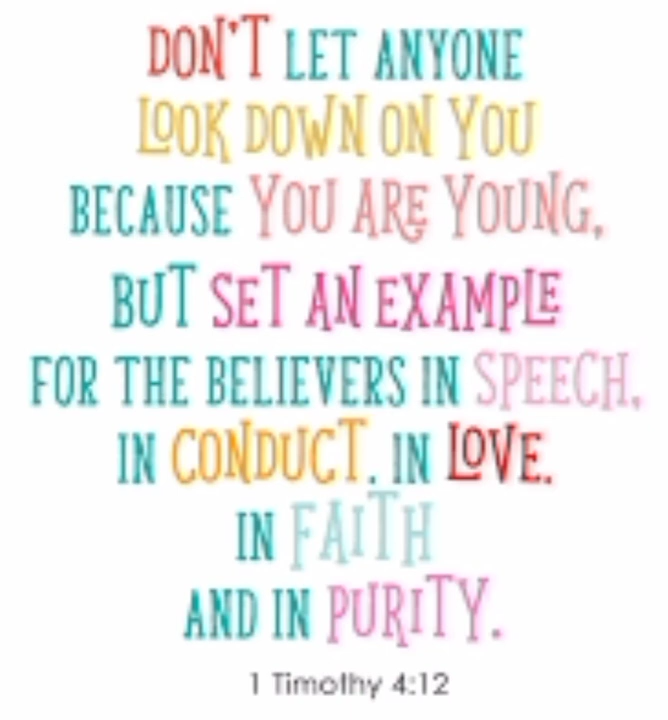 DON'T LET ANYONE
LOOK DOWN ON YOU
BECAUSE YOU ARE YOUNG,
BUT SET AN EXAMPLE
FOR THE BELIEVERS IN SPEECH,
IN CONDUCT, IN LOVE,
IN FAITH
AND IN PURITY.
1 Timothy 4:12